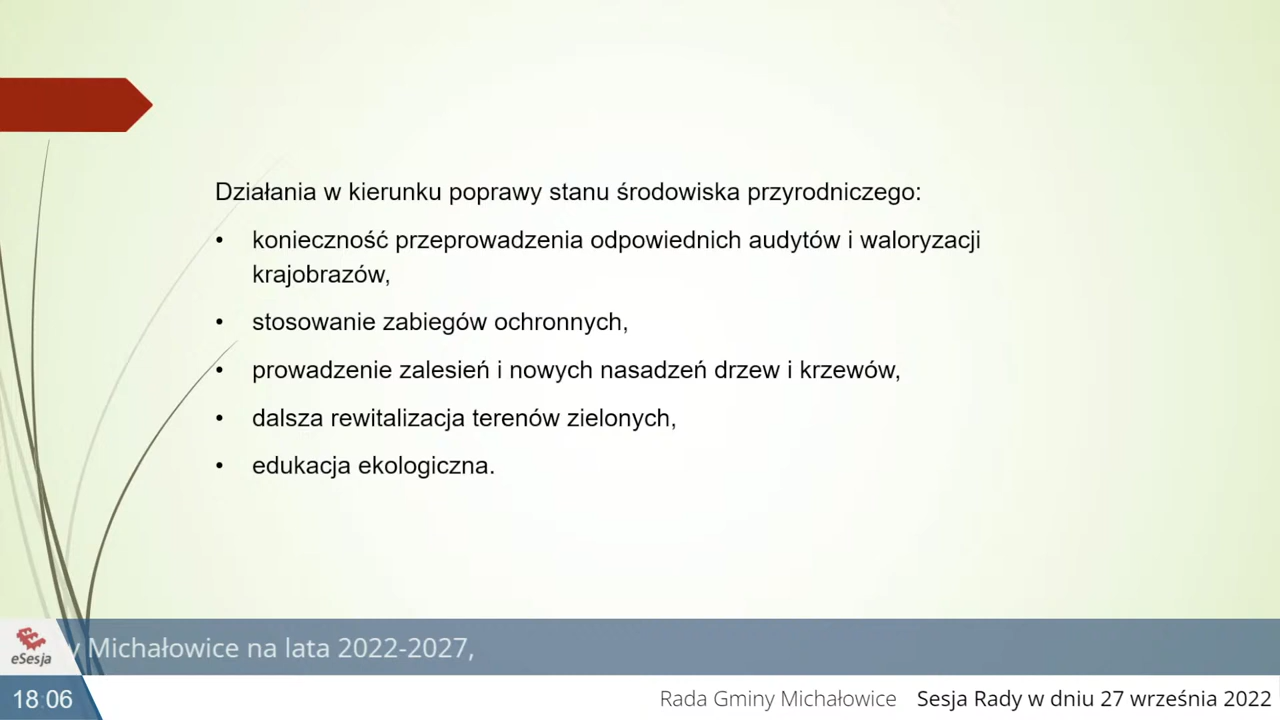 Działania w kierunku poprawy stanu środowiska przyrodniczego:
• konieczność przeprowadzenia odpowiednich audytów i waloryzacji
krajobrazów,
• stosowanie zabiegów ochronnych,
• prowadzenie zalesień i nowych nasadzeń drzew i krzewów,
• dalsza rewitalizacja terenów zielonych,
• edukacja ekologiczna.
eSesja
y Michałowice na lata 2022-2027,
18:06
Rada Gminy Michałowice Sesja Rady w dniu 27 września 2022